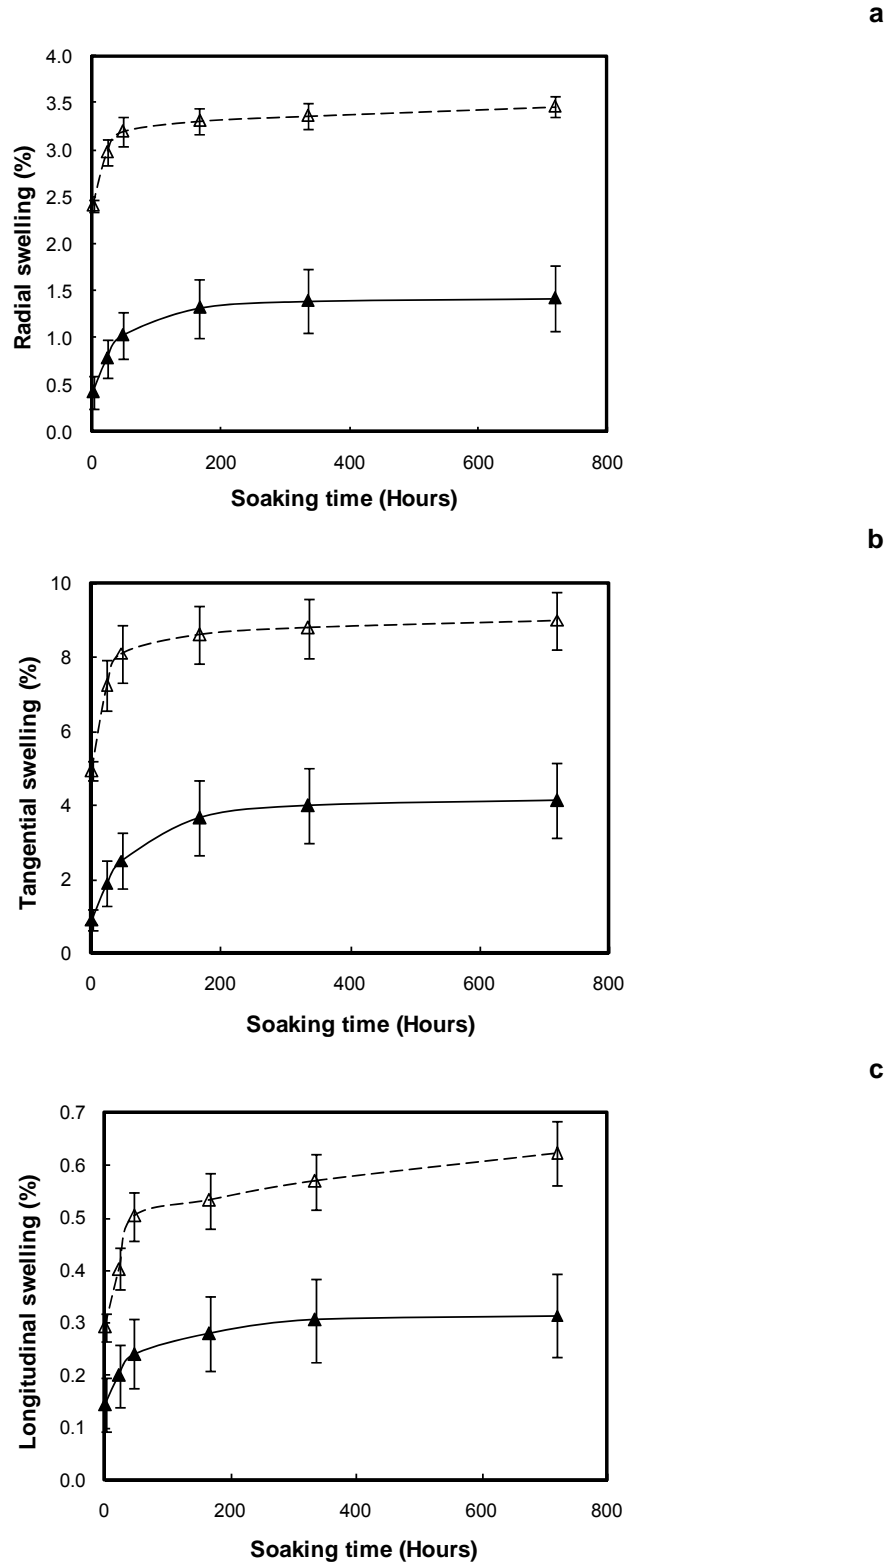 a
4.0
3.5
3.0
2.5
2.0
1.5
1.0
0.5
0.0
Radial swelling (%)
0 200 400 600 800
Soaking time (Hours)
b
10
8
6
4
2
0
Tangential swelling (%)
0 200 400 600 800
Soaking time (Hours)
c
0.7
0.6
0.5
0.4
0.3
0.2
0.1
0.0
Longitudinal swelling (%)
0 200 400 600 800
Soaking time (Hours)